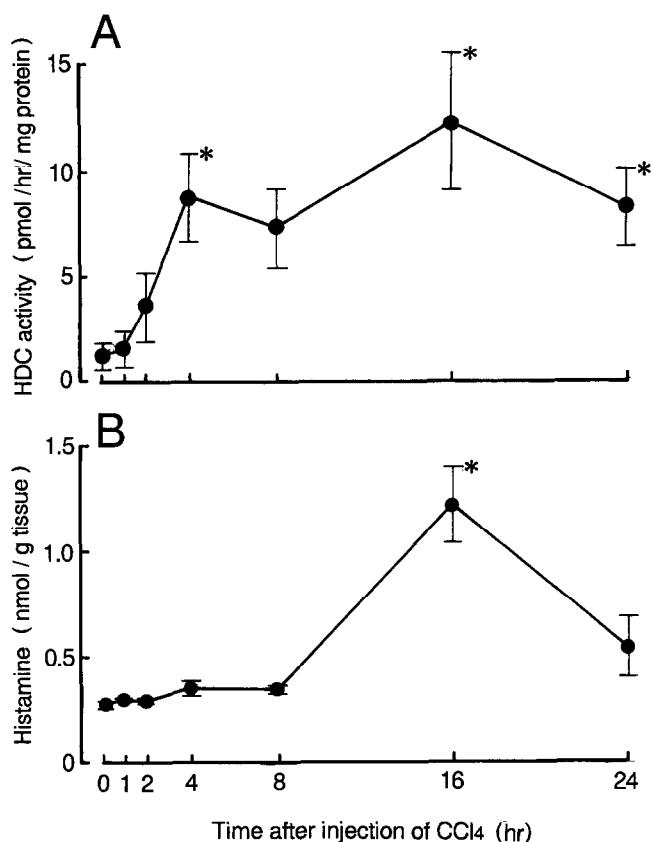 A
HDC activity ( pmol /hr/ mg protein )
15
10
5
0
*
*
*
B
Histamine ( nmol / g tissue )
1.5
1.0
0.5
0
*
0 1 2 4 8 16 24
Time after injection of CCl4 (hr)